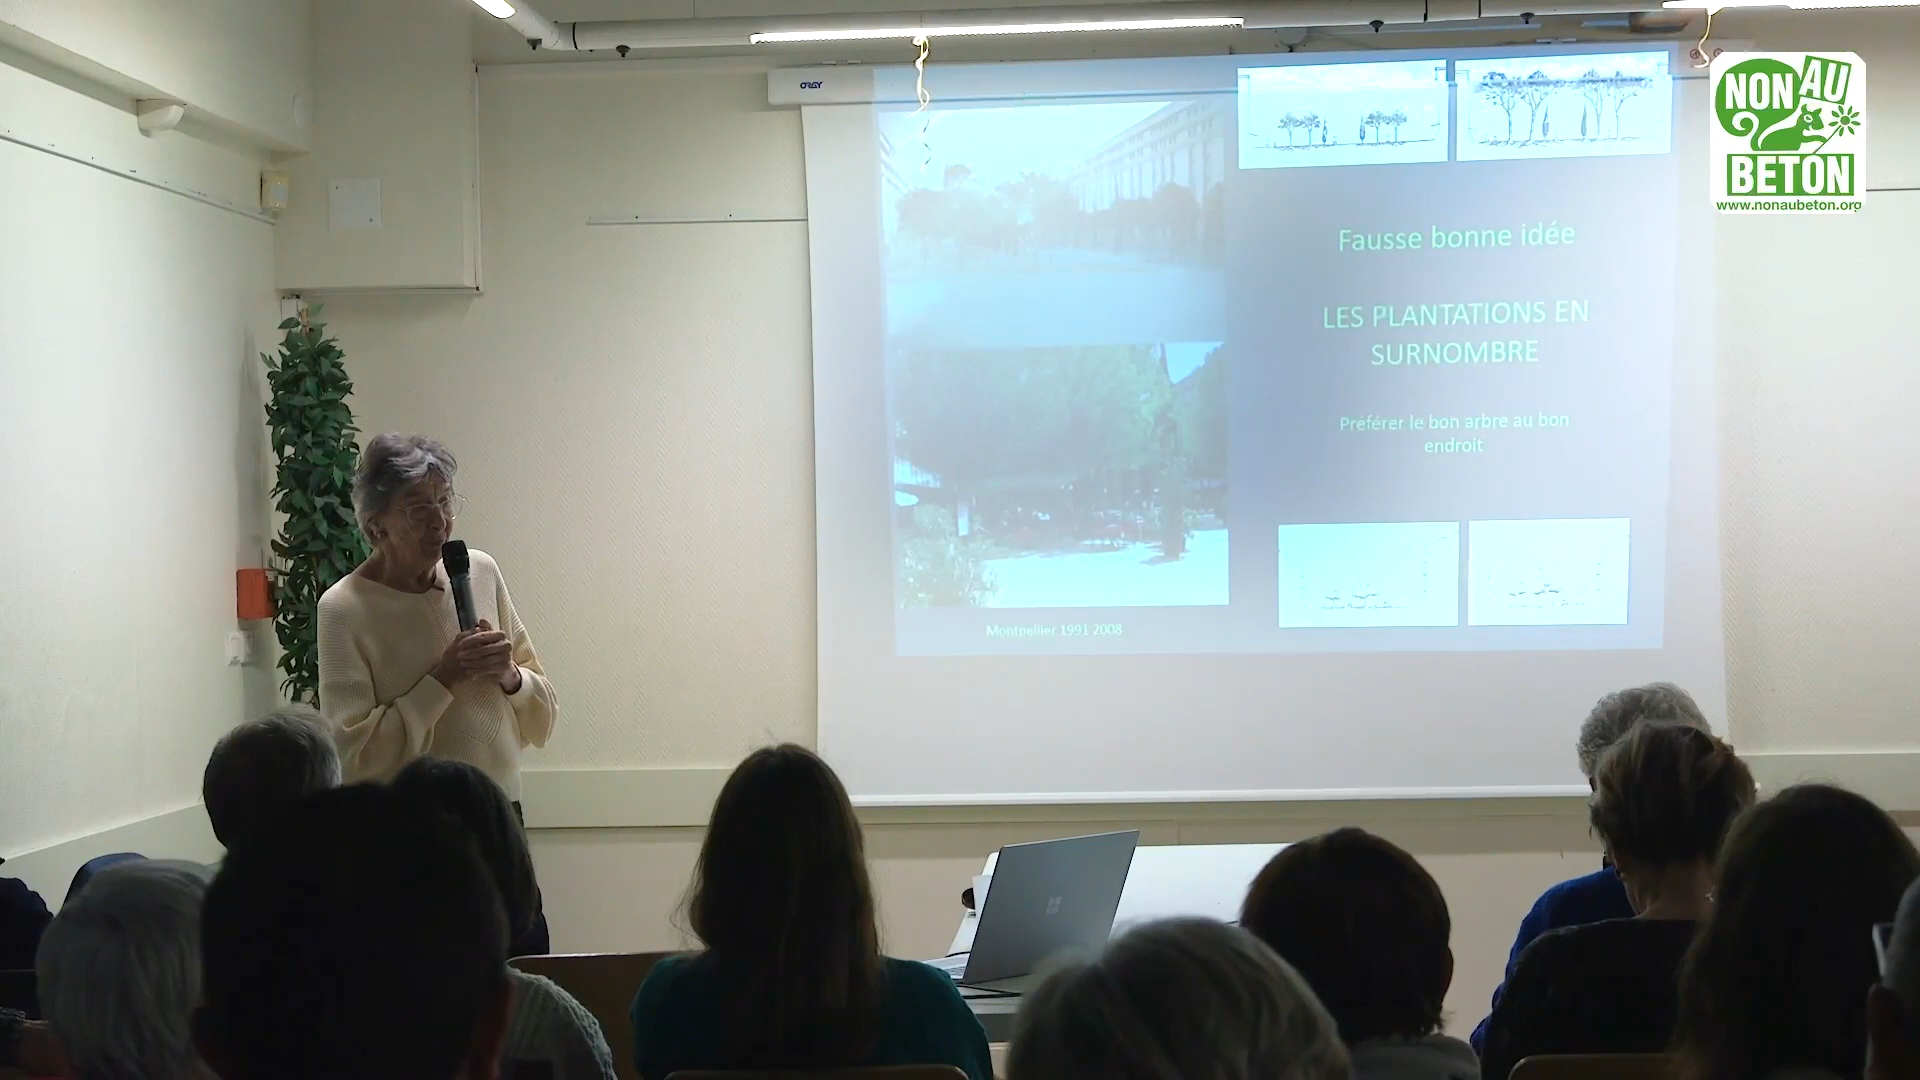 ORAY
NON AU
BETON
www.nonaubeton.org
Fausse bonne idée
LES PLANTATIONS EN
SURNOMBRE
Préférer le bon arbre au bon
endroit
Montpellier 1991 2008